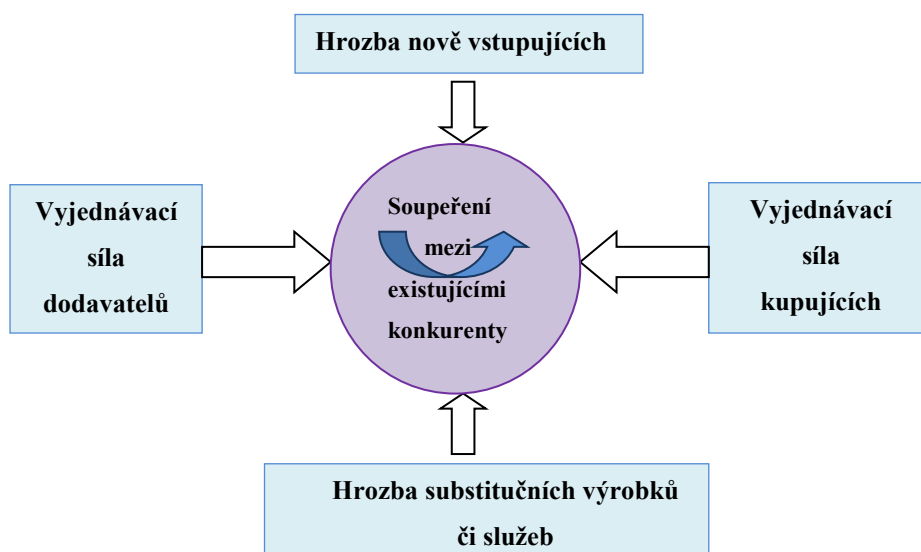 Hrozba nově vstupujících
Vyjednávací
síla
dodavatelů
Soupeření
mezi
existujícími
konkurenty
Vyjednávací
síla
kupujících
Hrozba substitučních výrobků
či služeb